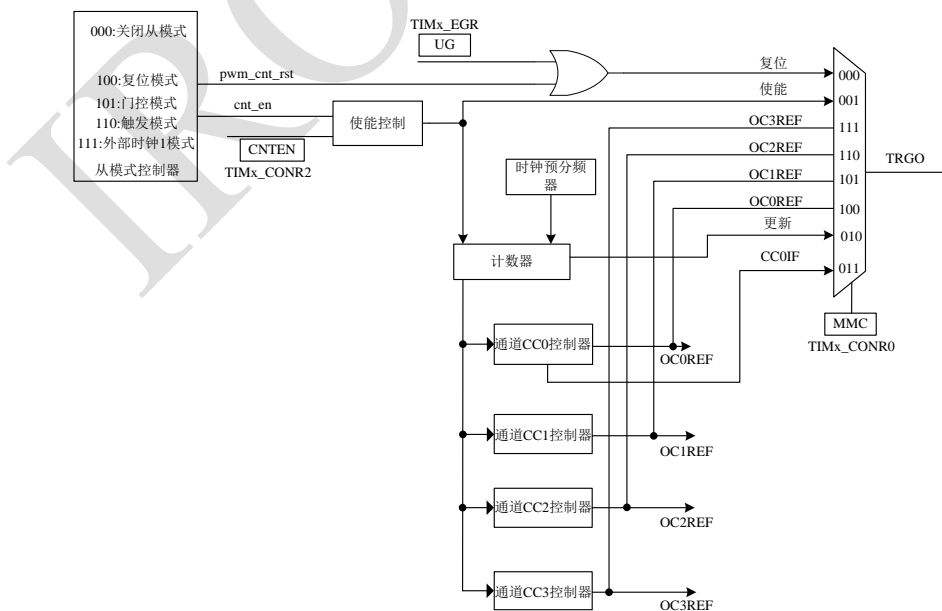 000:关闭从模式
100:复位模式
101:门控模式
110:触发模式
111:外部时钟1模式
从模式控制器
pwm_cnt_rst
cnt_en
CNTEN
TIMx_CONR2
TIMx_EGR
UG
使能控制
时钟预分频
器
计数器
通道CC0控制器
OC0REF
通道CC1控制器
OC1REF
通道CC2控制器
OC2REF
通道CC3控制器
OC3REF
复位
000
使能
001
OC3REF
111
OC2REF
110
OC1REF
101
OC0REF
100
更新
010
CC0IF
011
TRGO
MMC
TIMx_CONR0